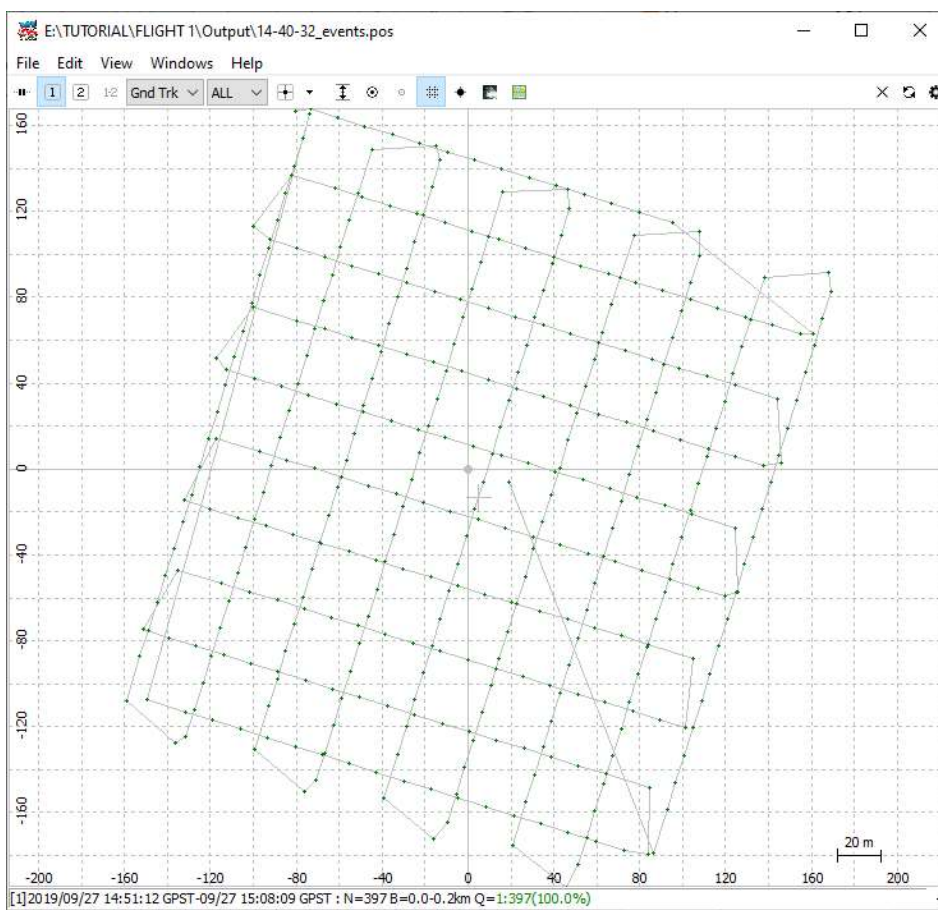 E:\TUTORIAL\FLIGHT 1\Output\14-40-32_events.pos
File Edit View Windows Help
1 2 1-2 Gnd Trk ALL
160
120
80
40
0
-40
-80
-120
-160
20 m
-200 -160 -120 -80 -40 0 40 80 120 160 200
[1]2019/09/27 14:51:12 GPST-09/27 15:08:09 GPST : N=397 B=0.0-0.2km Q=1:397(100.0%)